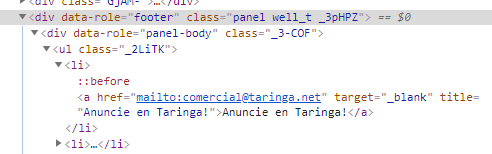 <div class="GjAM-">…</div>
<div data-role="footer" class="panel well_t _3pHPZ"> == $0
<div data-role="panel-body" class="_3-COF">
<ul class="_2LiTK">
<li>
::before
<a href="mailto:comercial@taringa.net" target="_blank" title=
"Anuncie en Taringa!">Anuncie en Taringa!</a>
</li>
<li>…</li>